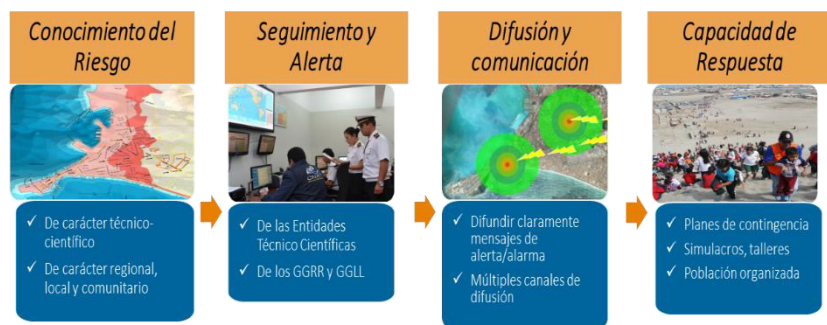 Conocimiento del
Riesgo
✓ De carácter técnico-
científico
✓ De carácter regional,
local y comunitario
Seguimiento y
Alerta
✓ De las Entidades
Técnico Científicas
✓ De los GGRR y GGLL
Difusión y
comunicación
✓ Difundir claramente
mensajes de
alerta/alarma
✓ Múltiples canales de
difusión
Capacidad de
Respuesta
✓ Planes de contingencia
✓ Simulacros, talleres
✓ Población organizada